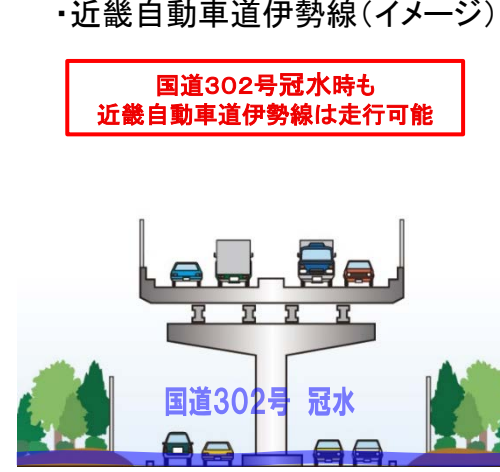 ・近畿自動車道伊勢線（イメージ）
国道302号冠水時も
近畿自動車道伊勢線は走行可能
国道302号 冠水